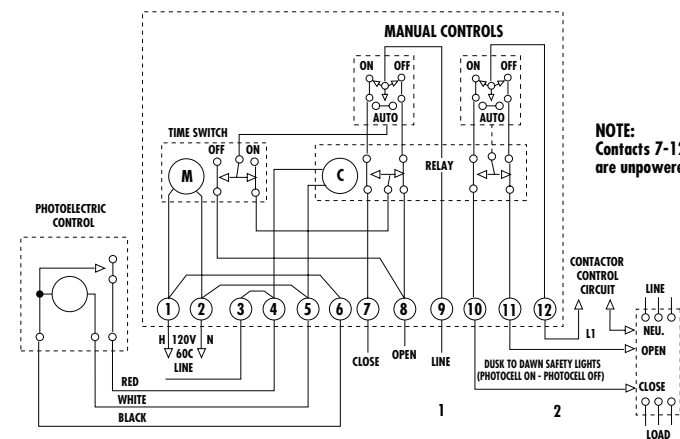 MANUAL CONTROLS
ON OFF
ON OFF
AUTO
AUTO
NOTE:
Contacts 7-12
are unpowere
TIME SWITCH
OFF ON
M
C
RELAY
PHOTOELECTRIC
CONTROL
CONTACTOR
CONTROL
CIRCUIT
LINE
1 2 3 4 5 6 7 8 9 10 11 12
H 120V N
60C
LINE
CLOSE
OPEN
LINE
L1
NEU.
OPEN
CLOSE
DUSK TO DAWN SAFETY LIGHTS
(PHOTOCELL ON - PHOTOCELL OFF)
RED
WHITE
BLACK
1
2
LOAD